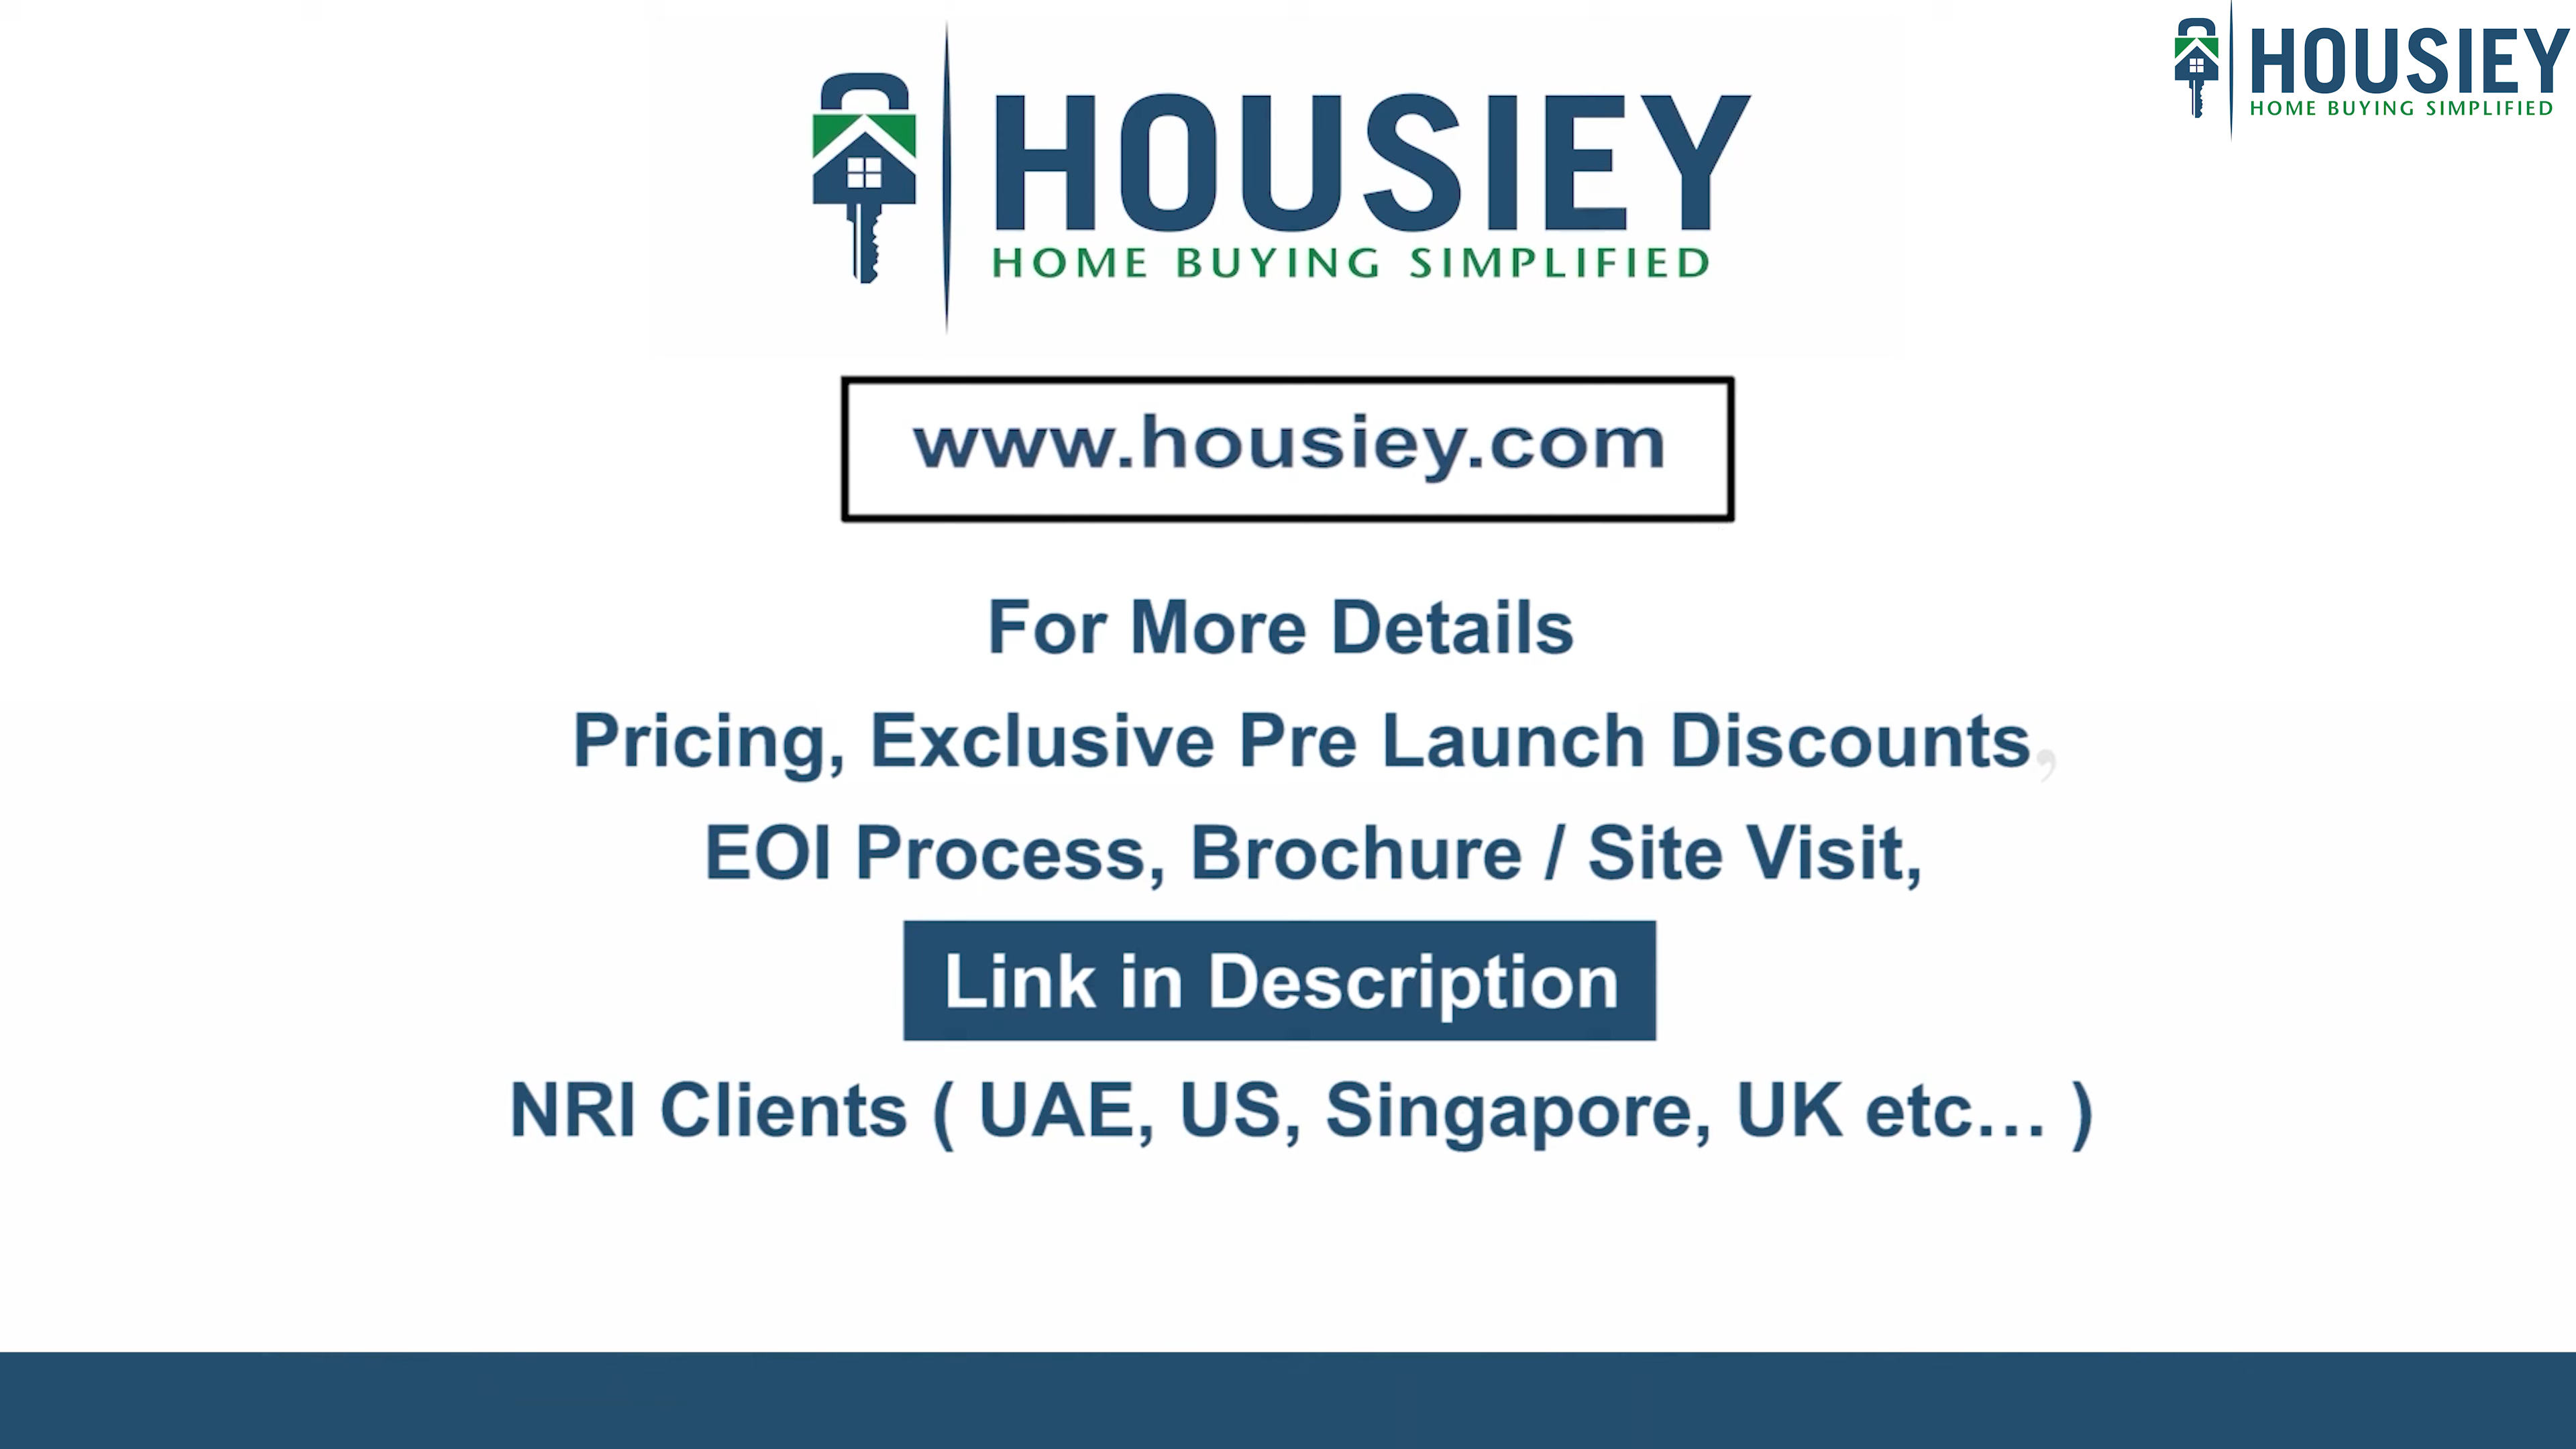 HOUSIEY
HOME BUYING SIMPLIFIED
HOUSIEY
HOME BUYING SIMPLIFIED
www.housiey.com
For More Details
Pricing, Exclusive Pre Launch Discounts,
EOI Process, Brochure / Site Visit,
Link in Description
NRI Clients ( UAE, US, Singapore, UK etc... )